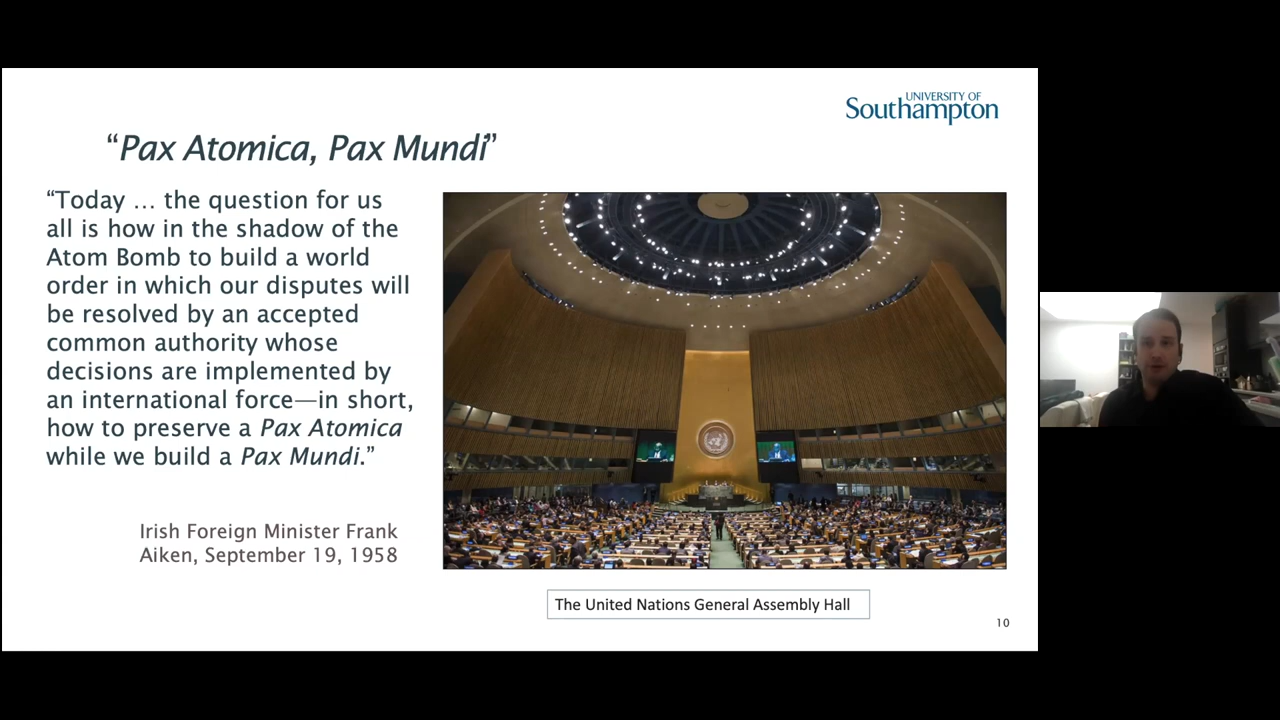 UNIVERSITY OF
Southampton
“Pax Atomica, Pax Mundi”
“Today … the question for us
all is how in the shadow of the
Atom Bomb to build a world
order in which our disputes will
be resolved by an accepted
common authority whose
decisions are implemented by
an international force—in short,
how to preserve a Pax Atomica
while we build a Pax Mundi.”
Irish Foreign Minister Frank
Aiken, September 19, 1958
The United Nations General Assembly Hall
10